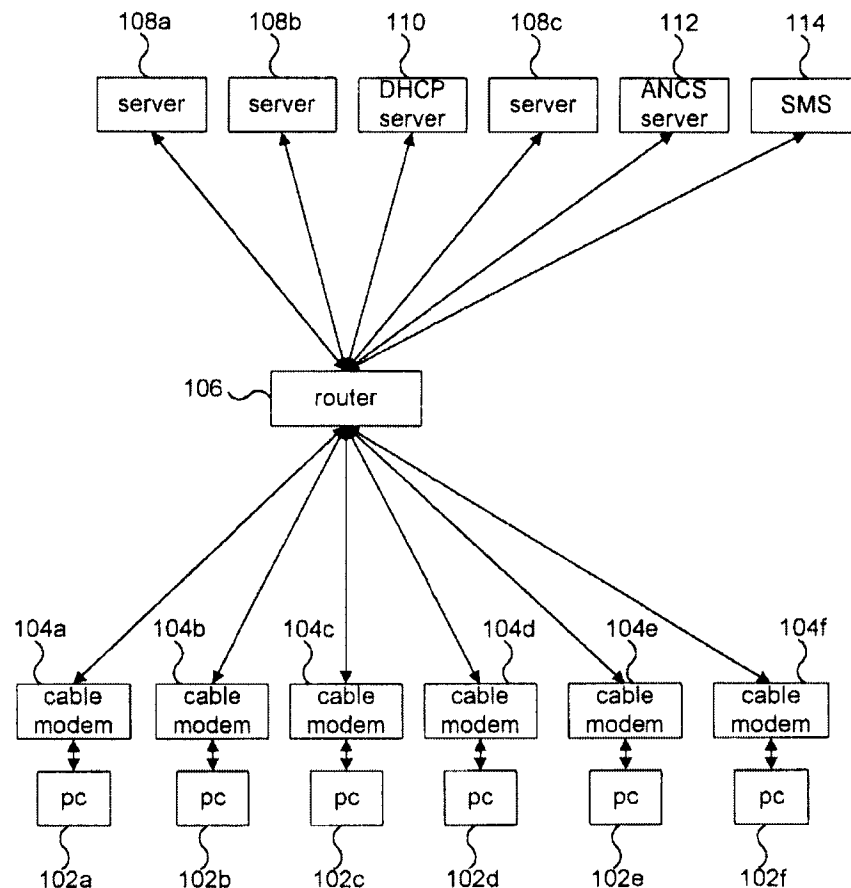 108a 108b 110 108c 112 114
server server DHCP server server ANCS server SMS
106 router
104a 104b 104c 104d 104e 104f
cable modem cable modem cable modem cable modem cable modem cable modem
pc pc pc pc pc pc
102a 102b 102c 102d 102e 102f